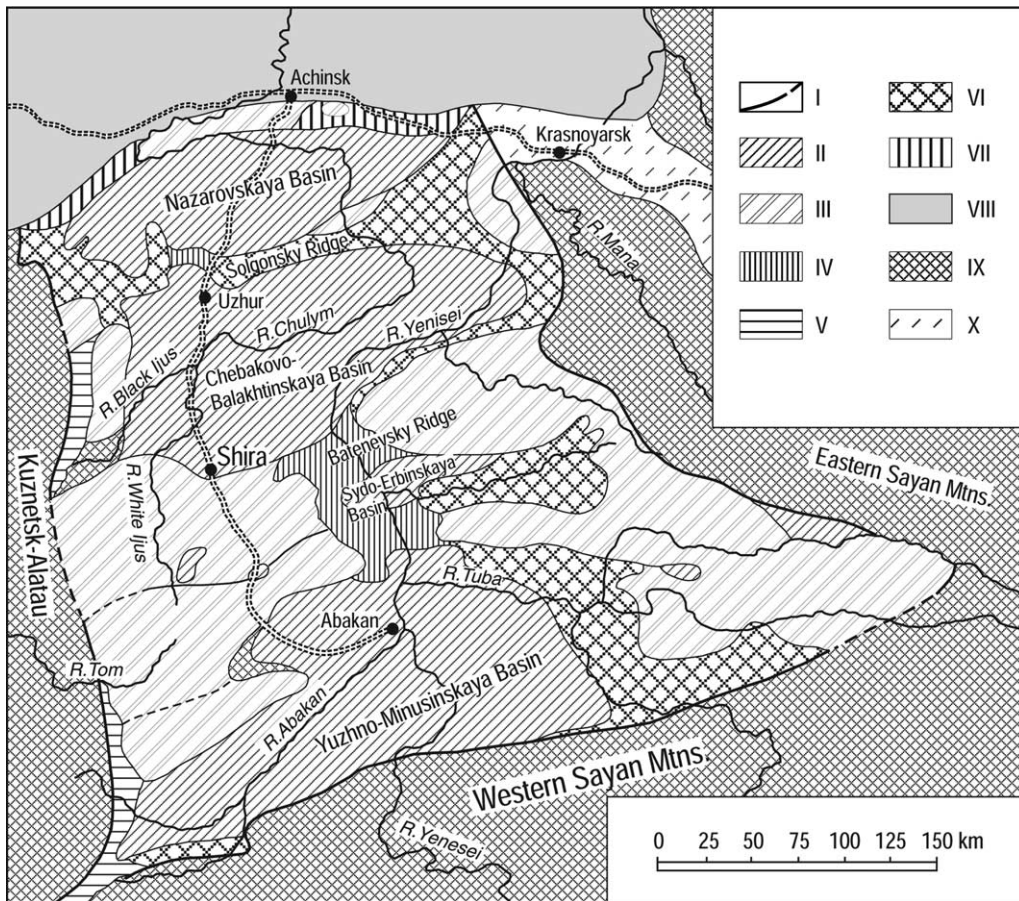 Achinsk
Krasnoyarsk
Nazarovskaya Basin
R.Mana
Solgonsky Ridge
Uzhur
R.Chulym
R.Yenisei
R.Black Ijus
Chebakovo-
Balakhtinskaya Basin
Batenevsky Ridge
Shira
Sydo-Erbinskaya
Basin
Eastern Sayan Mtns.
Kuznetsk-Alatau
R.White Ijus
R.Tuba
Abakan
R.Tom
R.Abakan
Yuzhno-Minusinskaya Basin
Western Sayan Mtns.
R.Yenesei
I
VI
II
VII
III
VIII
IV
IX
V
X
0 25 50 75 100 125 150 km